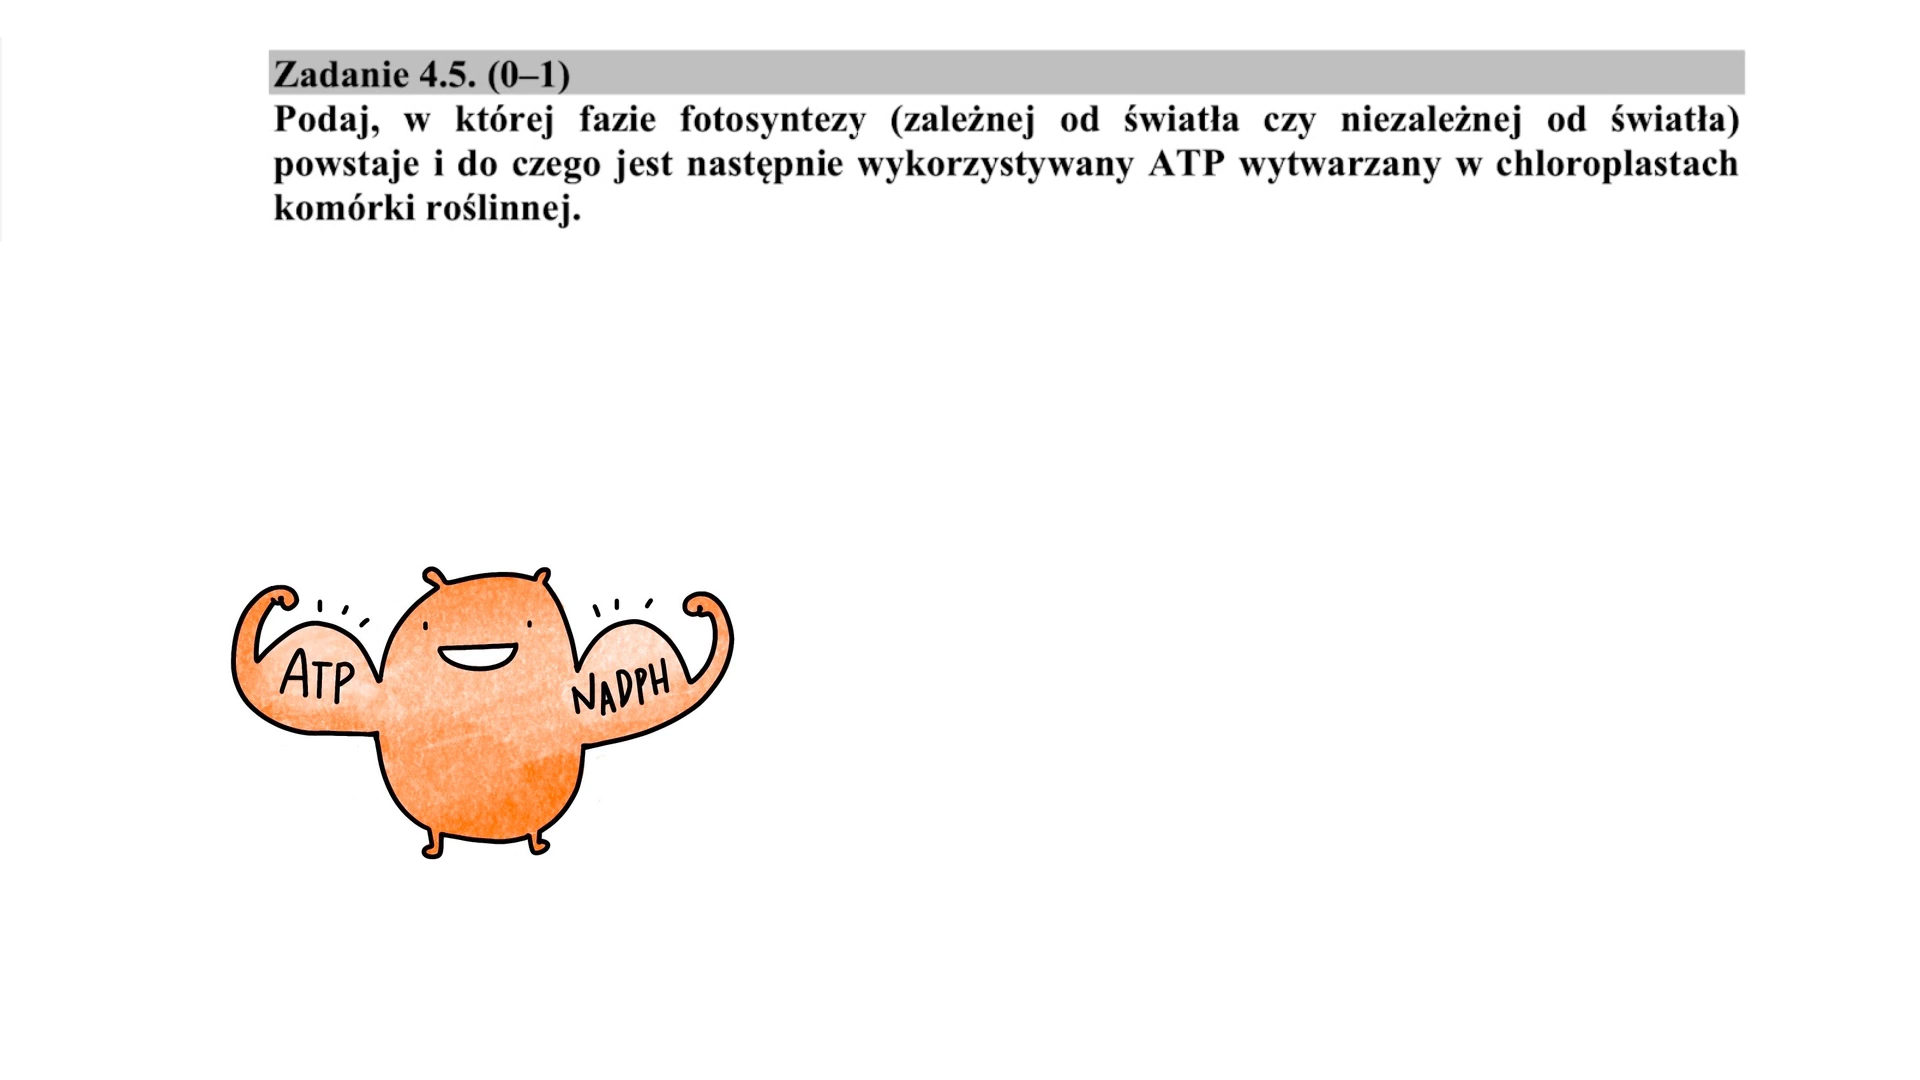 Zadanie 4.5. (0–1)
Podaj, w której fazie fotosyntezy (zależnej od światła czy niezależnej od światła)
powstaje i do czego jest następnie wykorzystywany ATP wytwarzany w chloroplastach
komórki roślinnej.
ATP
NADPH